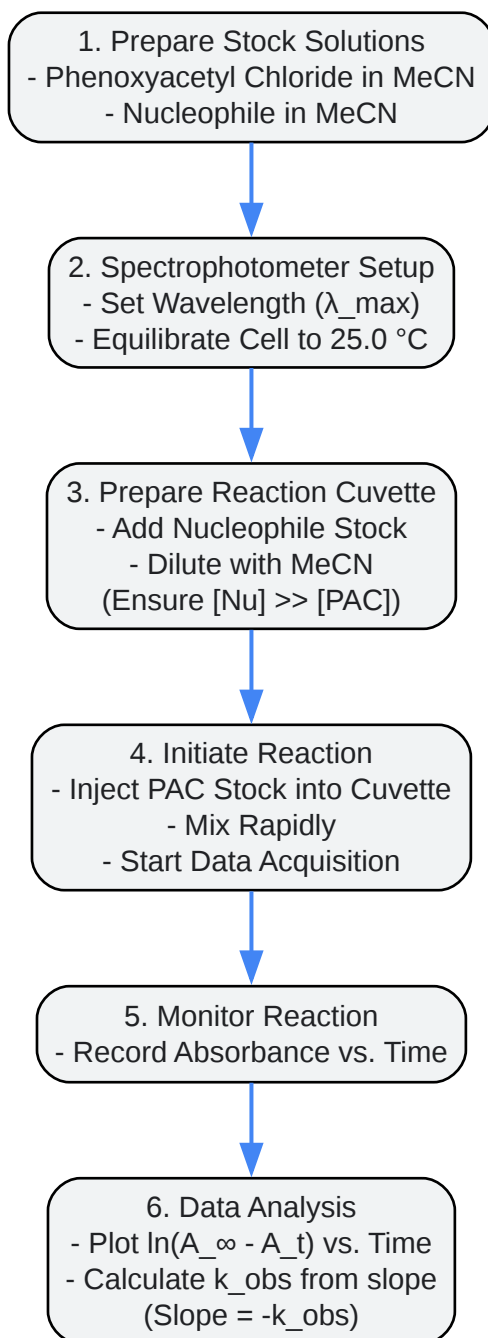 1. Prepare Stock Solutions
- Phenoxyacetyl Chloride in MeCN
- Nucleophile in MeCN
2. Spectrophotometer Setup
- Set Wavelength (λ_max)
- Equilibrate Cell to 25.0 °C
3. Prepare Reaction Cuvette
- Add Nucleophile Stock
- Dilute with MeCN
(Ensure [Nu] >> [PAC])
4. Initiate Reaction
- Inject PAC Stock into Cuvette
- Mix Rapidly
- Start Data Acquisition
5. Monitor Reaction
- Record Absorbance vs. Time
6. Data Analysis
- Plot ln(A_∞ - A_t) vs. Time
- Calculate k_obs from slope
(Slope = -k_obs)